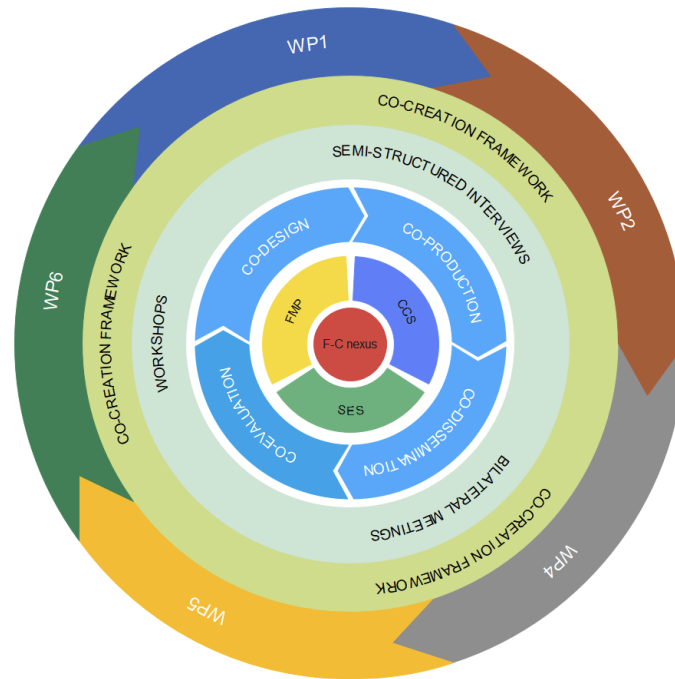 WP1
CO-CREATION FRAMEWORK
SEMI-STRUCTURED INTERVIEWS
WP2
CO-DESIGN
CO-PRODUCTION
WP6
CO-CREATION FRAMEWORK
WORKSHOPS
FMP
CCS
F-C nexus
SES
CO-EVALUATION
CO-DISSEMINATION
BILATERAL MEETINGS
CO-CREATION FRAMEWORK
WP4
WP5